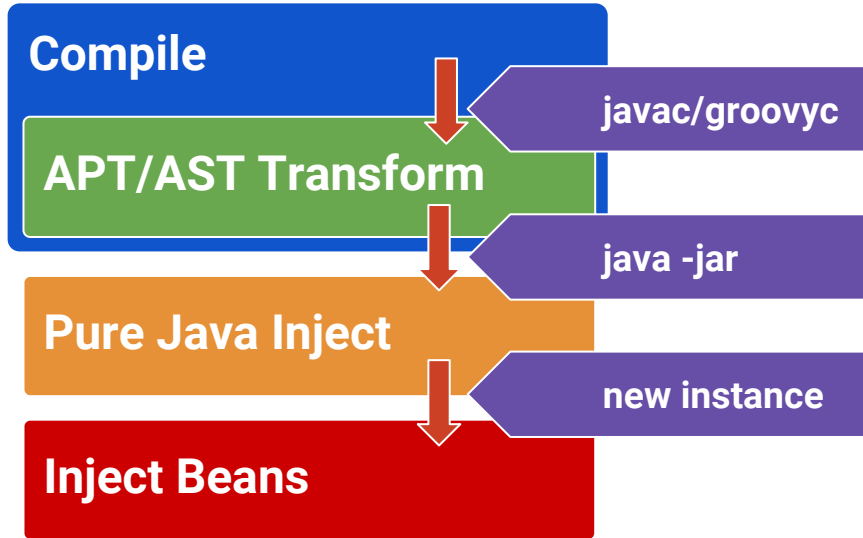 Compile
javac/groovyc
APT/AST Transform
java -jar
Pure Java Inject
new instance
Inject Beans